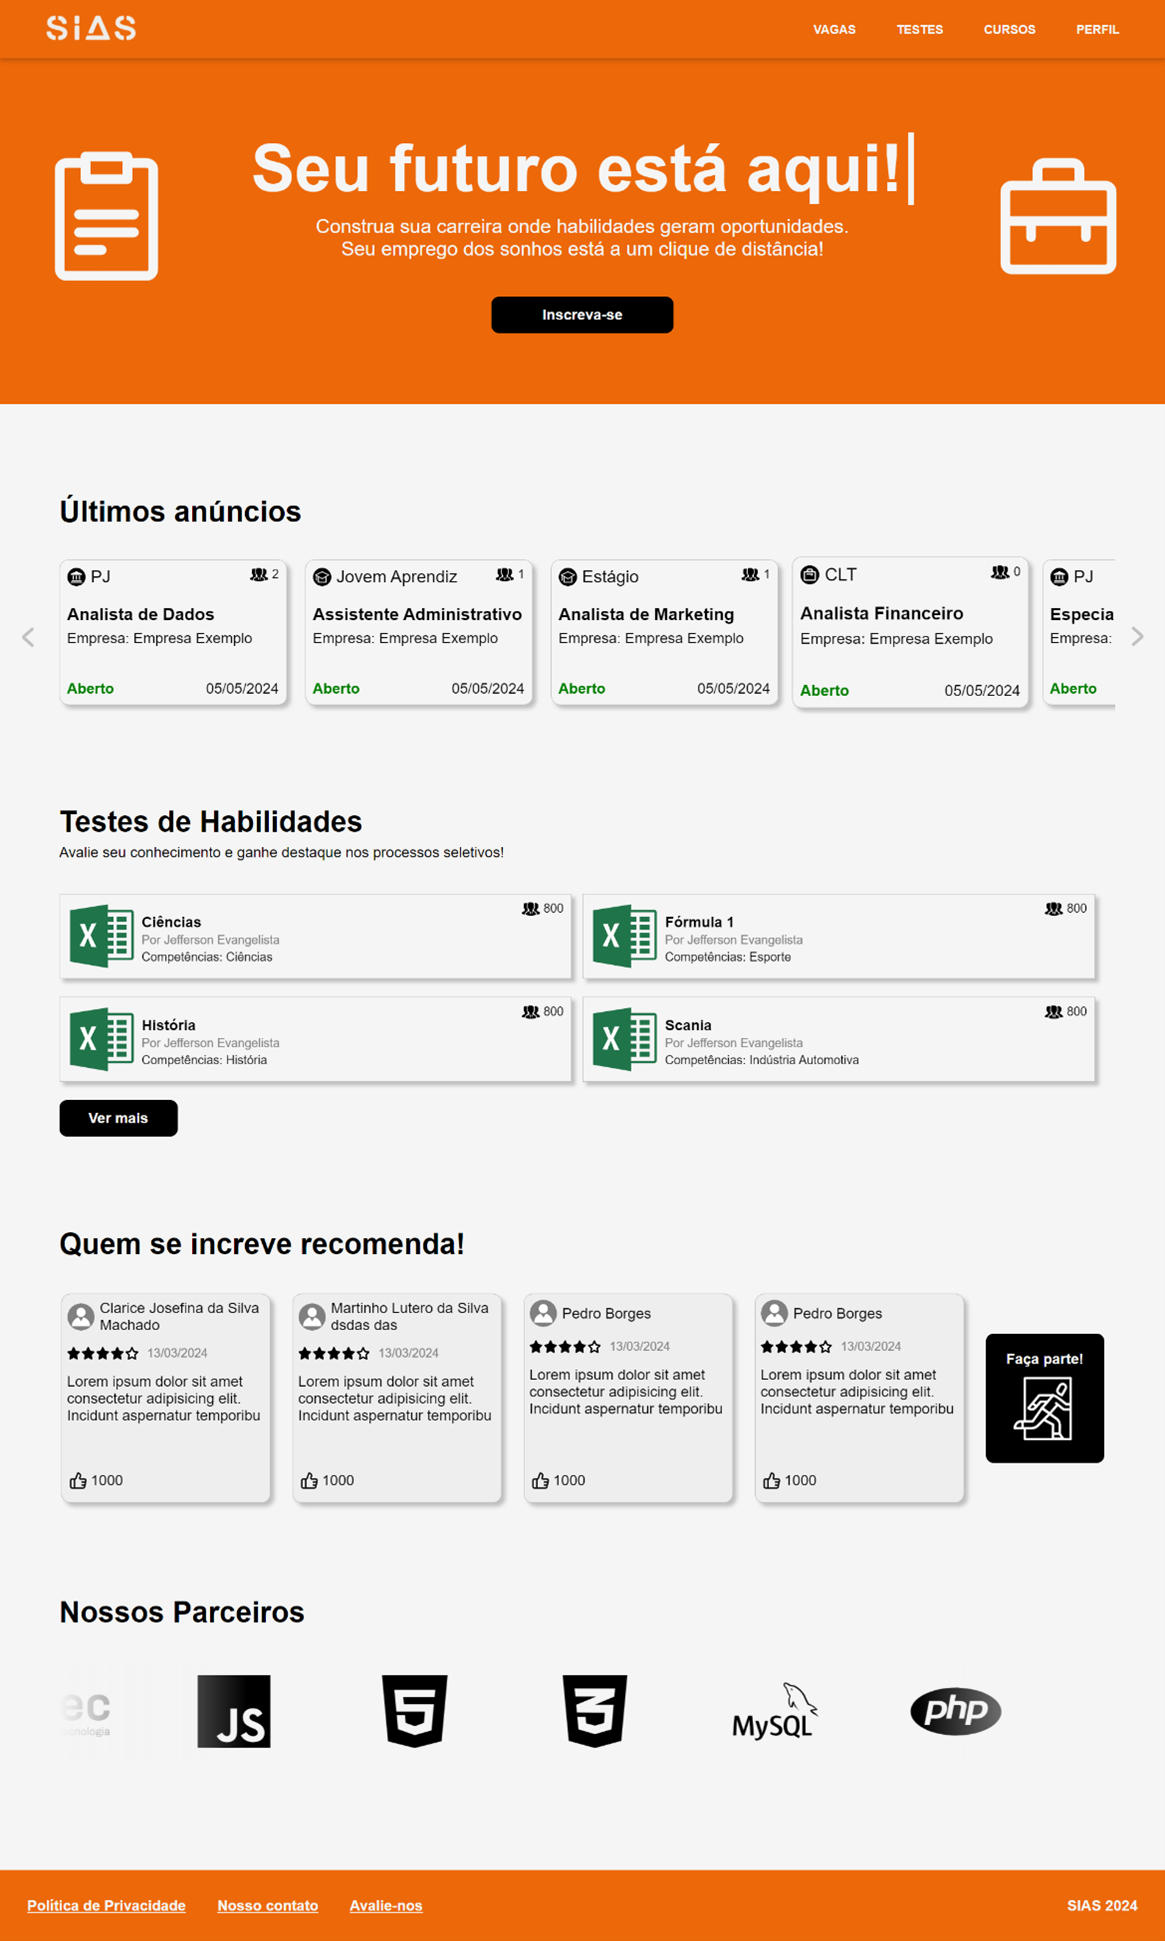 SIAS
VAGAS TESTES CURSOS PERFIL
Seu futuro está aqui!
Construa sua carreira onde habilidades geram oportunidades.
Seu emprego dos sonhos está a um clique de distância!
Inscreva-se
Últimos anúncios
PJ 2
Analista de Dados
Empresa: Empresa Exemplo
Aberto 05/05/2024
Jovem Aprendiz 1
Assistente Administrativo
Empresa: Empresa Exemplo
Aberto 05/05/2024
Estágio 1
Analista de Marketing
Empresa: Empresa Exemplo
Aberto 05/05/2024
CLT 0
Analista Financeiro
Empresa: Empresa Exemplo
Aberto 05/05/2024
PJ
Especia
Empresa:
Aberto
Testes de Habilidades
Avalie seu conhecimento e ganhe destaque nos processos seletivos!
X
Ciências 800
Por Jefferson Evangelista
Competências: Ciências
X
Fórmula 1 800
Por Jefferson Evangelista
Competências: Esporte
X
História 800
Por Jefferson Evangelista
Competências: História
X
Scania 800
Por Jefferson Evangelista
Competências: Indústria Automotiva
Ver mais
Quem se increve recomenda!
Clarice Josefina da Silva
Machado
13/03/2024
Lorem ipsum dolor sit amet
consectetur adipisicing elit.
Incidunt aspernatur temporibu
1000
Martinho Lutero da Silva
dsdas das
13/03/2024
Lorem ipsum dolor sit amet
consectetur adipisicing elit.
Incidunt aspernatur temporibu
1000
Pedro Borges
13/03/2024
Lorem ipsum dolor sit amet
consectetur adipisicing elit.
Incidunt aspernatur temporibu
1000
Pedro Borges
13/03/2024
Lorem ipsum dolor sit amet
consectetur adipisicing elit.
Incidunt aspernatur temporibu
1000
Faça parte!
Nossos Parceiros
ec
ecnologia
JS
5
3
MySQL
php
Política de Privacidade Nosso contato Avalie-nos SIAS 2024